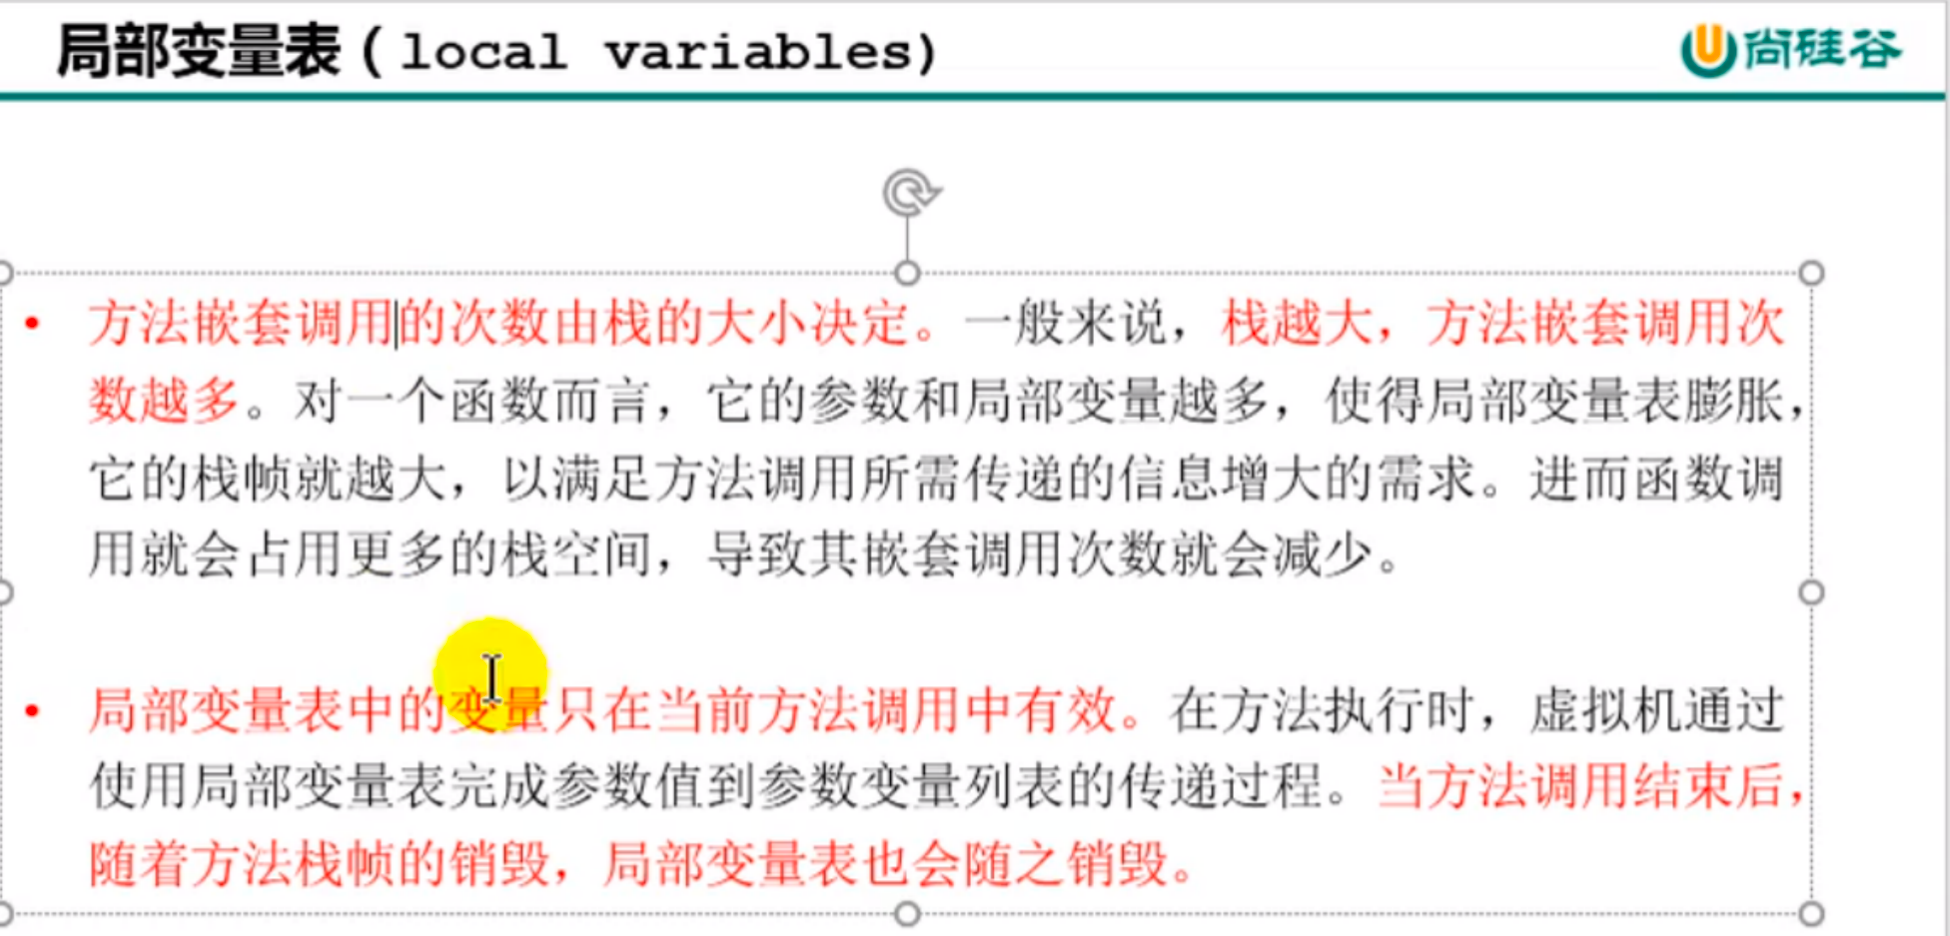 局部变量表（local variables）
尚硅谷
• 方法嵌套调用的次数由栈的大小决定。一般来说，栈越大，方法嵌套调用次
数越多。对一个函数而言，它的参数和局部变量越多，使得局部变量表膨胀，
它的栈帧就越大，以满足方法调用所需传递的信息增大的需求。进而函数调
用就会占用更多的栈空间，导致其嵌套调用次数就会减少。
• 局部变量表中的变量只在当前方法调用中有效。在方法执行时，虚拟机通过
使用局部变量表完成参数值到参数变量列表的传递过程。当方法调用结束后，
随着方法栈帧的销毁，局部变量表也会随之销毁。